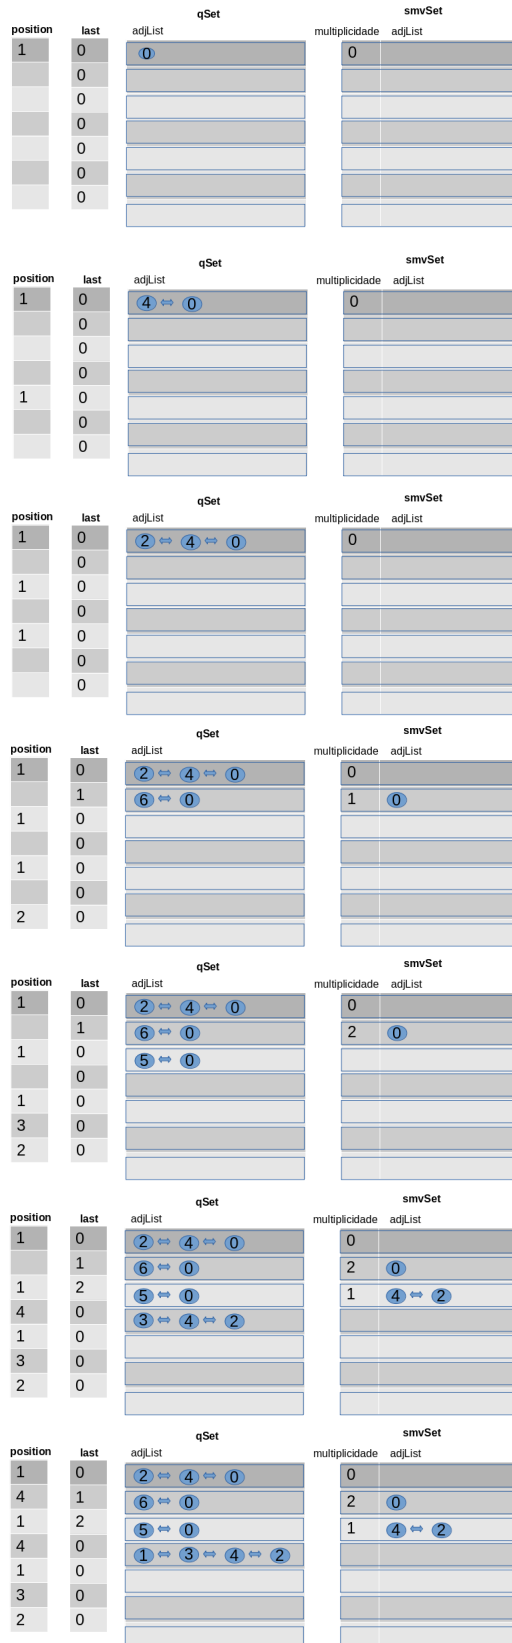 qSet smvSet
position last adjList multiplicidade adjList
1 0 0 0
0
0
0
0
0
0
qSet smvSet
position last adjList multiplicidade adjList
1 0 4 ⇔ 0 0
0
0
0
1 0
0
0
qSet smvSet
position last adjList multiplicidade adjList
1 0 2 ⇔ 4 ⇔ 0 0
0
1 0
0
1 0
0
0
qSet smvSet
position last adjList multiplicidade adjList
1 0 2 ⇔ 4 ⇔ 0 0
1 6 ⇔ 0 1 0
1 0
0
1 0
0
2 0
qSet smvSet
position last adjList multiplicidade adjList
1 0 2 ⇔ 4 ⇔ 0 0
1 6 ⇔ 0 2 0
1 0 5 ⇔ 0
0
1 0
3 0
2 0
qSet smvSet
position last adjList multiplicidade adjList
1 0 2 ⇔ 4 ⇔ 0 0
1 6 ⇔ 0 2 0
1 2 5 ⇔ 0 1 4 ⇔ 2
4 0 3 ⇔ 4 ⇔ 2
1 0
3 0
2 0
qSet smvSet
position last adjList multiplicidade adjList
1 0 2 ⇔ 4 ⇔ 0 0
4 1 6 ⇔ 0 2 0
1 2 5 ⇔ 0 1 4 ⇔ 2
4 0 1 ⇔ 3 ⇔ 4 ⇔ 2
1 0
3 0
2 0